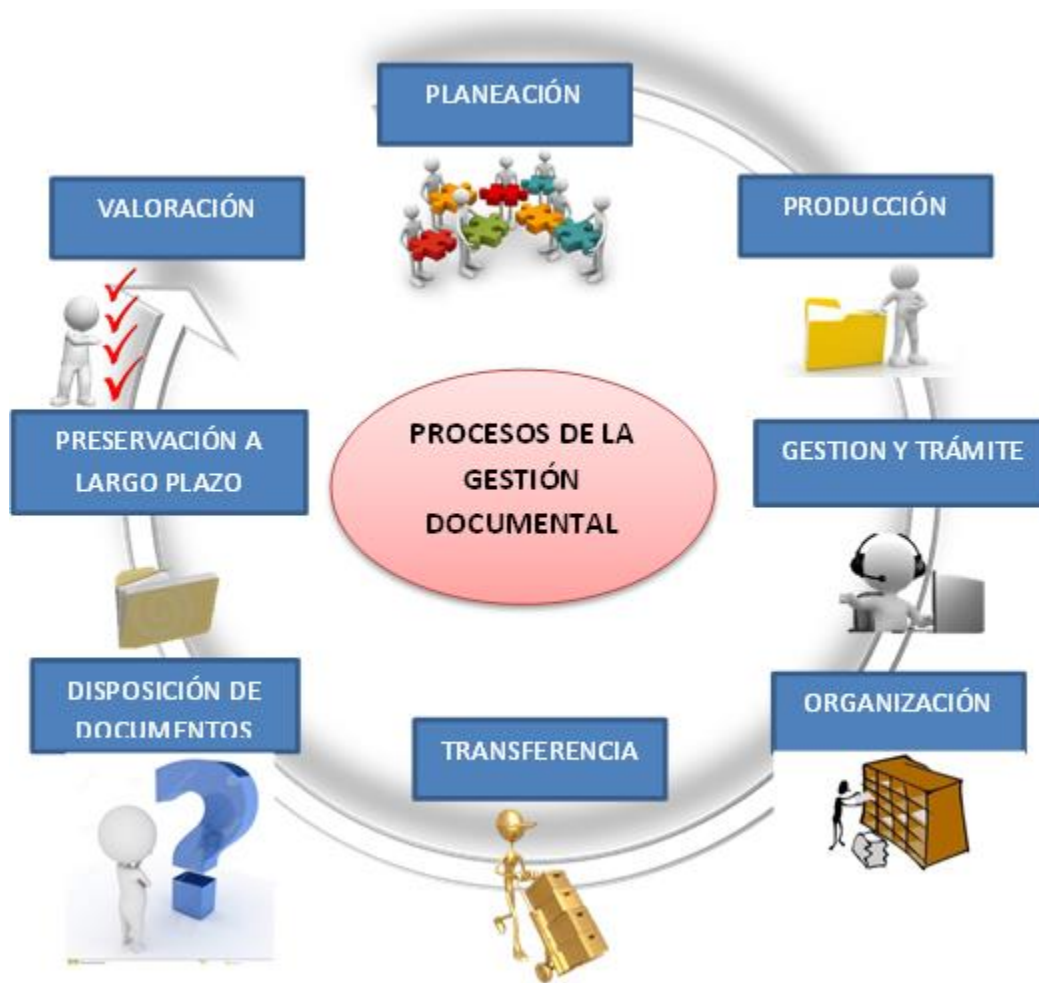 PLANEACIÓN
PRODUCCIÓN
GESTION Y TRÁMITE
ORGANIZACIÓN
TRANSFERENCIA
DISPOSICIÓN DE
DOCUMENTOS
PRESERVACIÓN A
LARGO PLAZO
VALORACIÓN
PROCESOS DE LA
GESTIÓN
DOCUMENTAL